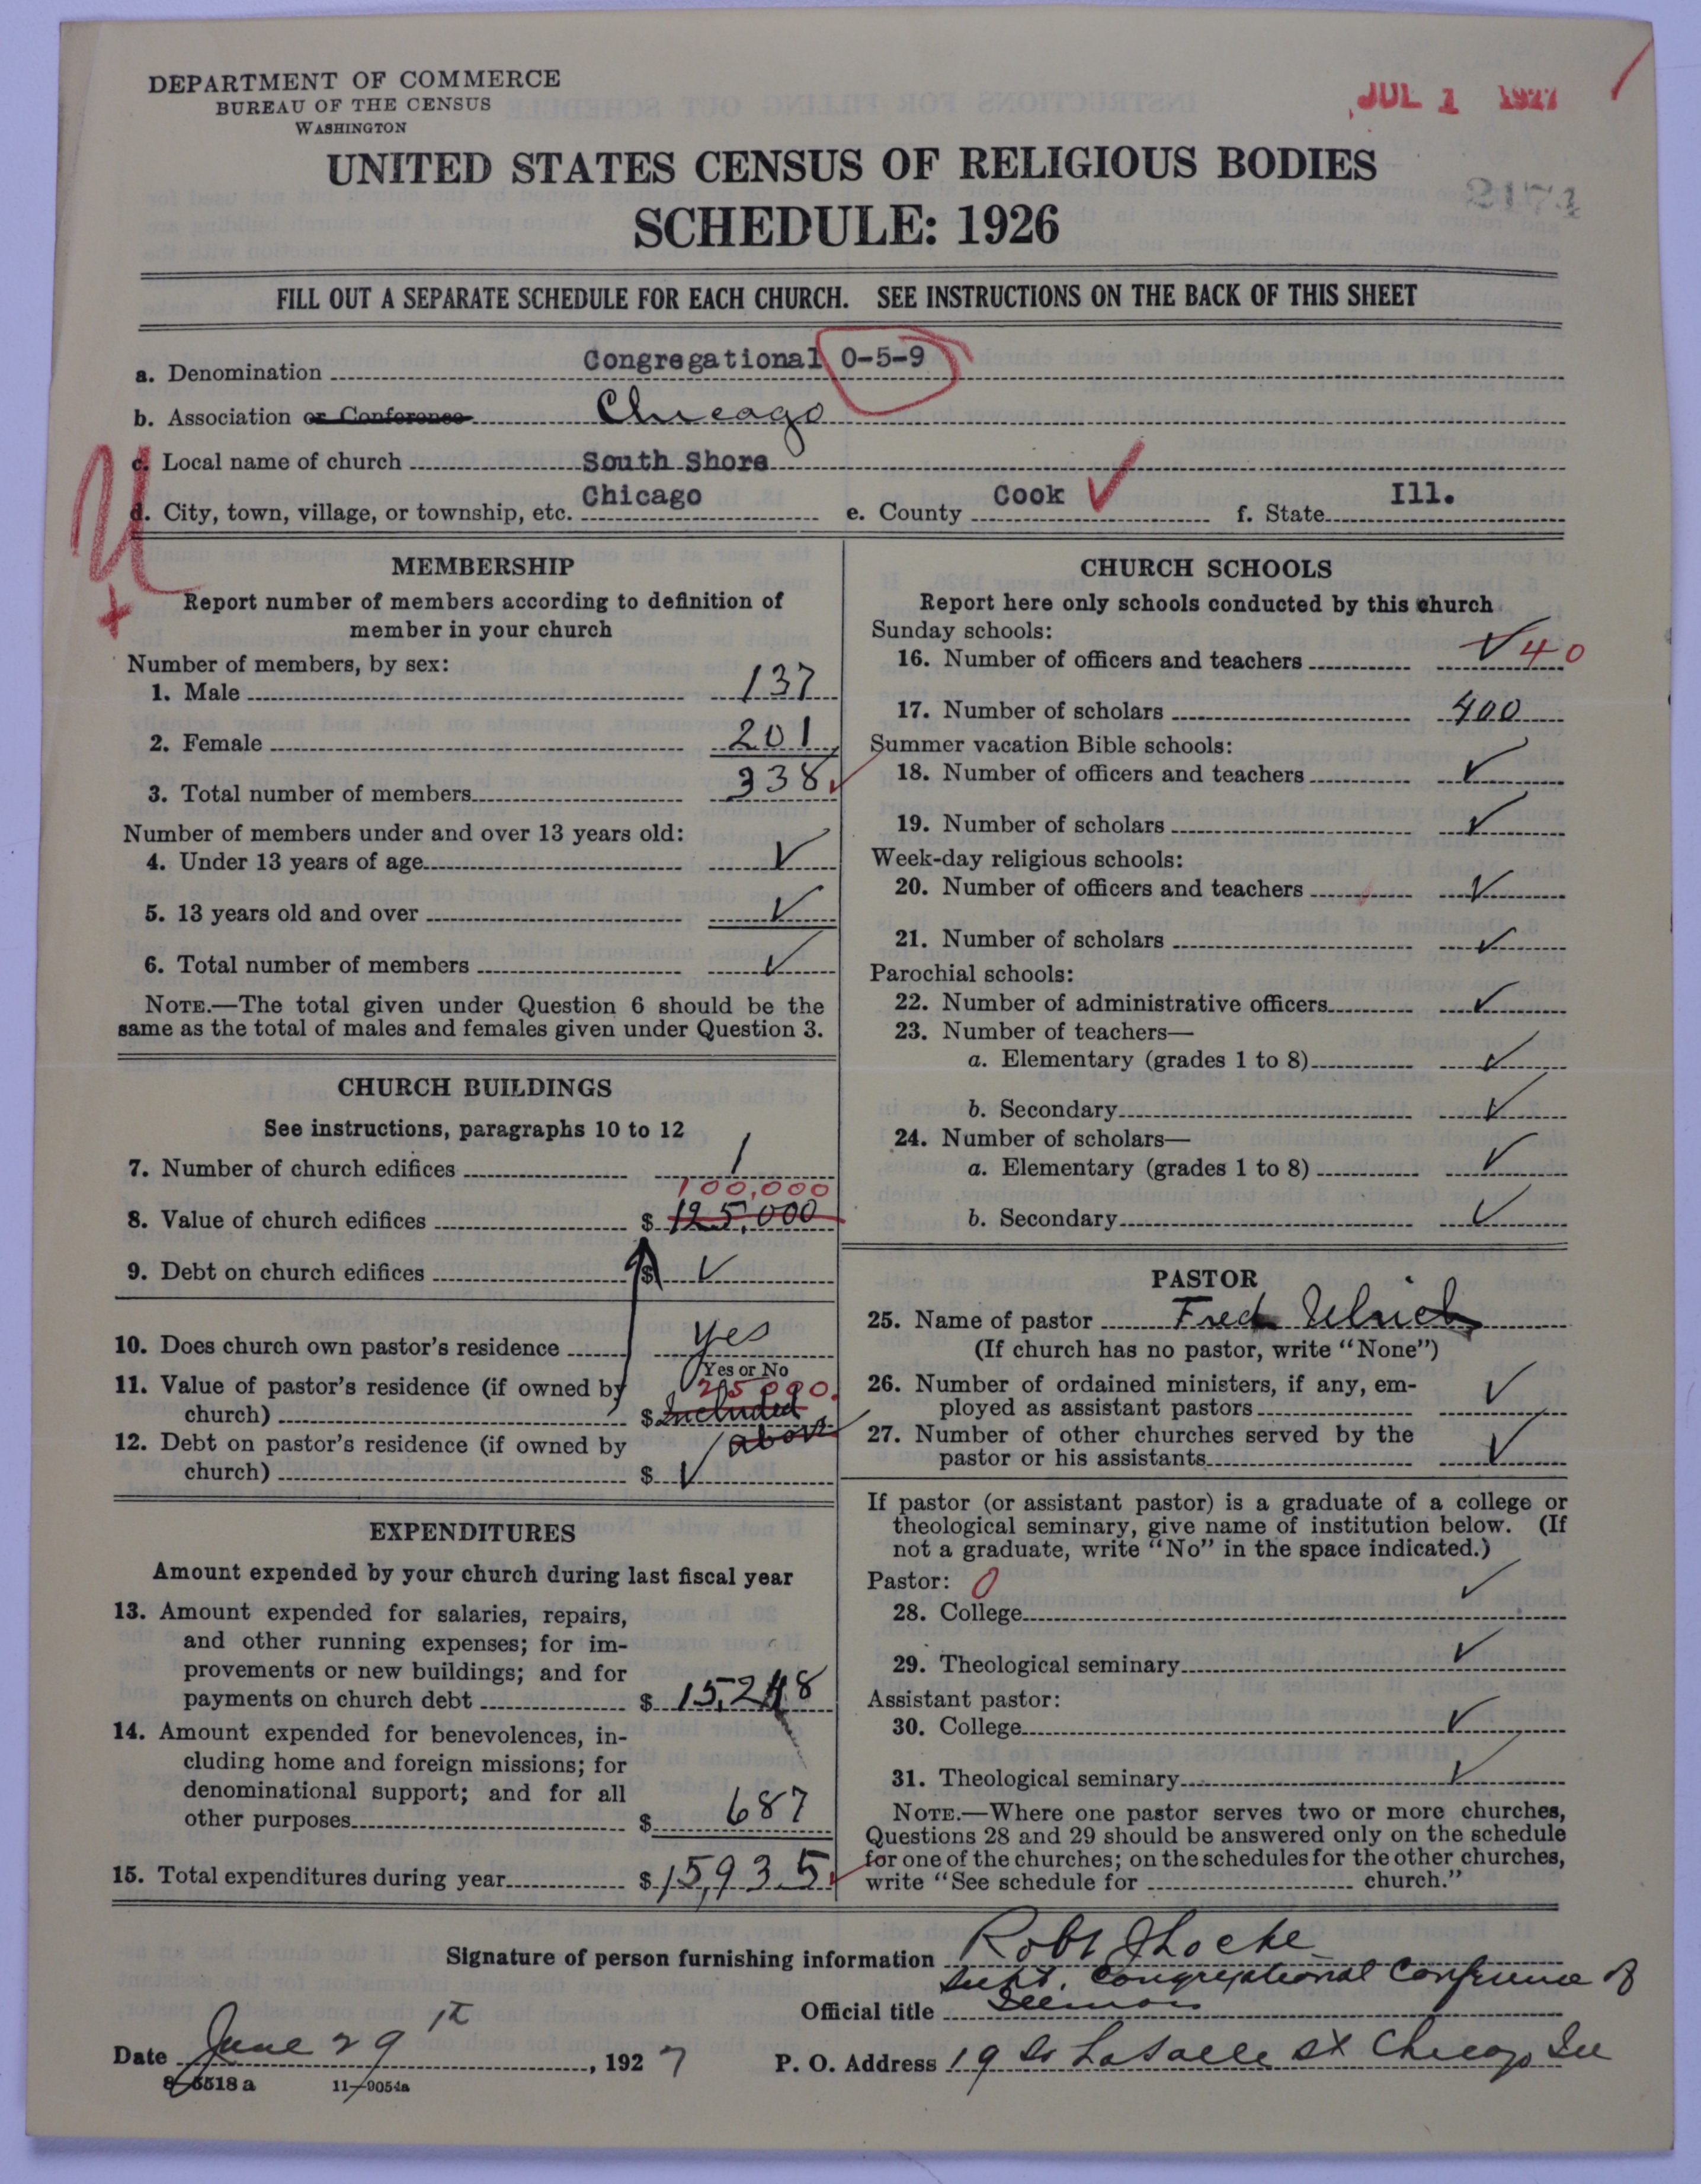 DEPARTMENT OF COMMERCE
BUREAU OF THE CENSUS
WASHINGTON
JUL 1 1927
UNITED STATES CENSUS OF RELIGIOUS BODIES
SCHEDULE: 1926
2174
FILL OUT A SEPARATE SCHEDULE FOR EACH CHURCH. SEE INSTRUCTIONS ON THE BACK OF THIS SHEET
a. Denomination Congregational 0-5-9
b. Association or Conference Chicago
c. Local name of church South Shore
d. City, town, village, or township, etc. Chicago e. County Cook f. State Ill.
MEMBERSHIP
Report number of members according to definition of
member in your church
Number of members, by sex:
1. Male 137
2. Female 201
3. Total number of members 338
Number of members under and over 13 years old:
4. Under 13 years of age ✓
5. 13 years old and over ✓
6. Total number of members ✓
NOTE.—The total given under Question 6 should be the
same as the total of males and females given under Question 3.
CHURCH BUILDINGS
See instructions, paragraphs 10 to 12
7. Number of church edifices 1
100,000
8. Value of church edifices $ 125,000
9. Debt on church edifices $ ✓
10. Does church own pastor's residence yes
Yes or No
11. Value of pastor's residence (if owned by 25000.
church) $ Included
above
12. Debt on pastor's residence (if owned by
church) $ ✓
EXPENDITURES
Amount expended by your church during last fiscal year
13. Amount expended for salaries, repairs,
and other running expenses; for im-
provements or new buildings; and for
payments on church debt $ 15,248
14. Amount expended for benevolences, in-
cluding home and foreign missions; for
denominational support; and for all
other purposes $ 687
15. Total expenditures during year $ 15,935
CHURCH SCHOOLS
Report here only schools conducted by this church
Sunday schools:
16. Number of officers and teachers ✓ 40
17. Number of scholars 400
Summer vacation Bible schools:
18. Number of officers and teachers ✓
19. Number of scholars ✓
Week-day religious schools:
20. Number of officers and teachers ✓
21. Number of scholars ✓
Parochial schools:
22. Number of administrative officers ✓
23. Number of teachers—
a. Elementary (grades 1 to 8) ✓
b. Secondary ✓
24. Number of scholars—
a. Elementary (grades 1 to 8) ✓
b. Secondary ✓
PASTOR
25. Name of pastor Fred Ulrich
(If church has no pastor, write "None")
26. Number of ordained ministers, if any, em-
ployed as assistant pastors ✓
27. Number of other churches served by the
pastor or his assistants ✓
If pastor (or assistant pastor) is a graduate of a college or
theological seminary, give name of institution below. (If
not a graduate, write "No" in the space indicated.)
Pastor: 0
28. College ✓
29. Theological seminary ✓
Assistant pastor:
30. College ✓
31. Theological seminary ✓
NOTE.—Where one pastor serves two or more churches,
Questions 28 and 29 should be answered only on the schedule
for one of the churches; on the schedules for the other churches,
write "See schedule for church."
Signature of person furnishing information Robt J Locke
Supt. Congregational Conference of
Official title Illinois
Date June 29th, 1927 P. O. Address 19 So LaSalle st Chicago Ill
8-5518 a 11-9054a